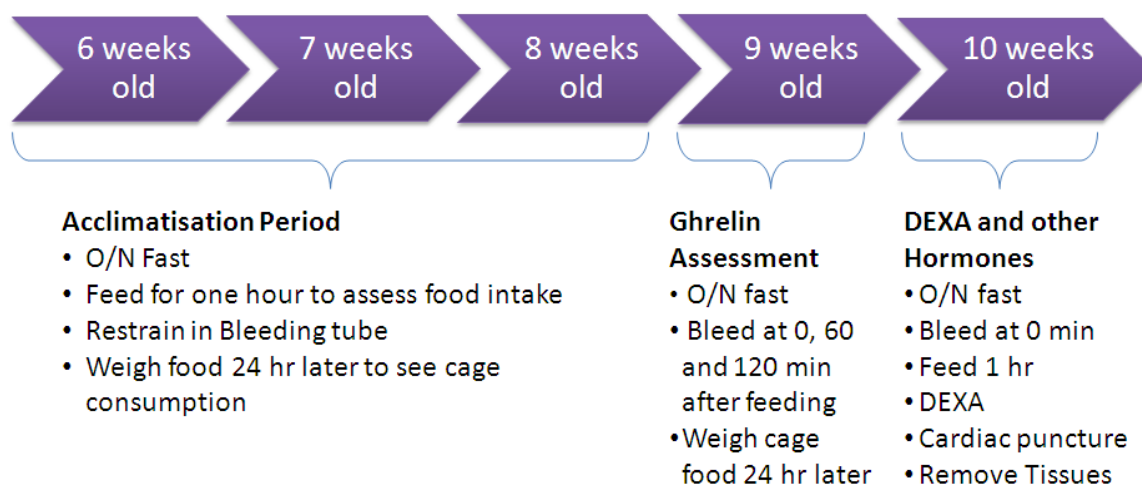 6 weeks
old
7 weeks
old
8 weeks
old
9 weeks
old
10 weeks
old
Acclimatisation Period
• O/N Fast
• Feed for one hour to assess food intake
• Restrain in Bleeding tube
• Weigh food 24 hr later to see cage
consumption
Ghrelin
Assessment
• O/N fast
• Bleed at 0, 60
and 120 min
after feeding
• Weigh cage
food 24 hr later
DEXA and other
Hormones
• O/N fast
• Bleed at 0 min
• Feed 1 hr
• DEXA
• Cardiac puncture
• Remove Tissues